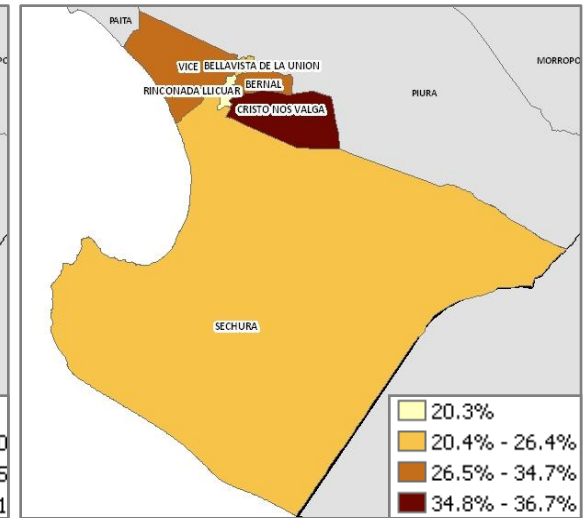 PAITA
MORROPO
VICE
BELLAVISTA DE LA UNION
RINCONADA LLICUAR
BERNAL
PIURA
CRISTO NOS VALGA
SECHURA
20.3%
20.4% - 26.4%
26.5% - 34.7%
34.8% - 36.7%